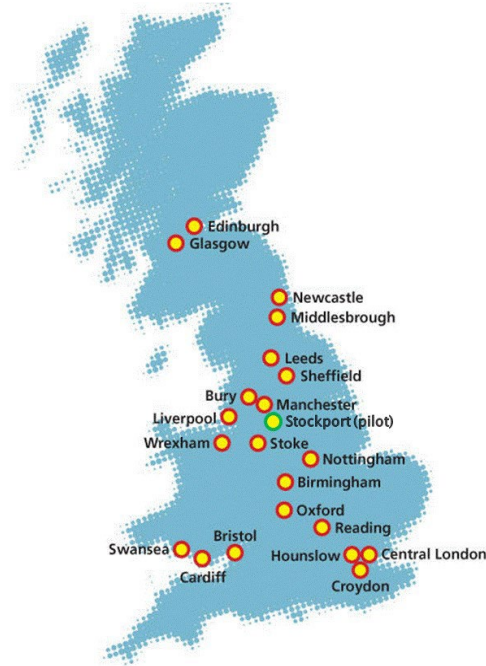 Edinburgh
Glasgow
Newcastle
Middlesbrough
Leeds
Sheffield
Bury
Manchester
Liverpool
Stockport (pilot)
Wrexham
Stoke
Nottingham
Birmingham
Oxford
Reading
Bristol
Swansea
Hounslow
Central London
Cardiff
Croydon